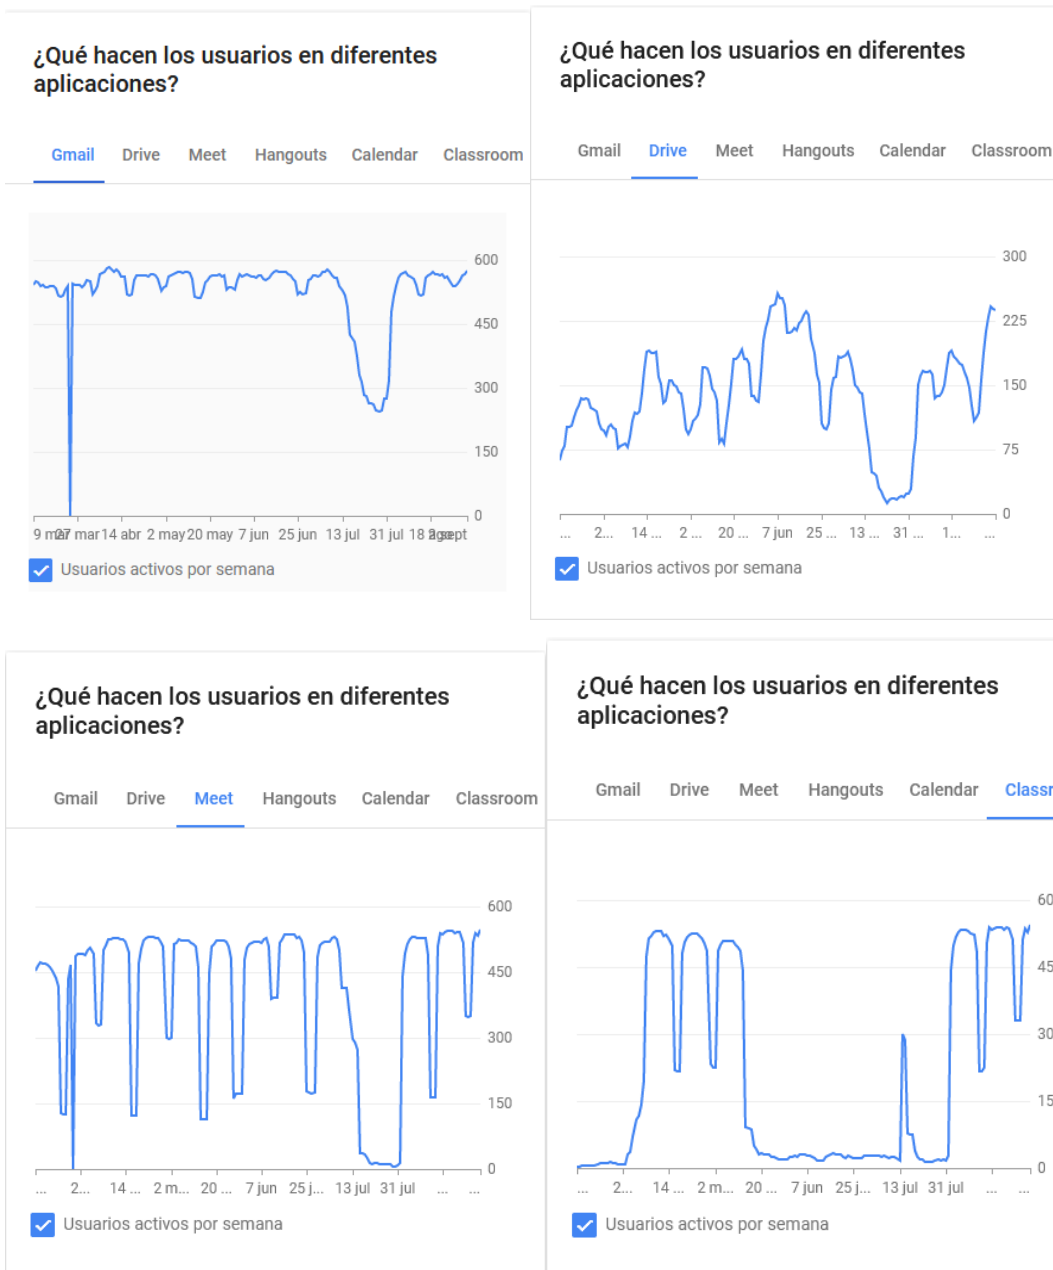 ¿Qué hacen los usuarios en diferentes
aplicaciones?
Gmail Drive Meet Hangouts Calendar Classroom
600
450
300
150
0
9 mar 27 mar 14 abr 2 may 20 may 7 jun 25 jun 13 jul 31 jul 18 ago sept
Usuarios activos por semana
¿Qué hacen los usuarios en diferentes
aplicaciones?
Gmail Drive Meet Hangouts Calendar Classroom
300
225
150
75
0
... 2... 14 ... 2 ... 20 ... 7 jun 25 ... 13 ... 31 ... 1... ...
Usuarios activos por semana
¿Qué hacen los usuarios en diferentes
aplicaciones?
Gmail Drive Meet Hangouts Calendar Classroom
600
450
300
150
0
... 2... 14 ... 2 m... 20 ... 7 jun 25 j... 13 jul 31 jul ... ...
Usuarios activos por semana
¿Qué hacen los usuarios en diferentes
aplicaciones?
Gmail Drive Meet Hangouts Calendar Classr
60
45
30
15
0
... 2... 14 ... 2 m... 20 ... 7 jun 25 j... 13 jul 31 jul ... ...
Usuarios activos por semana